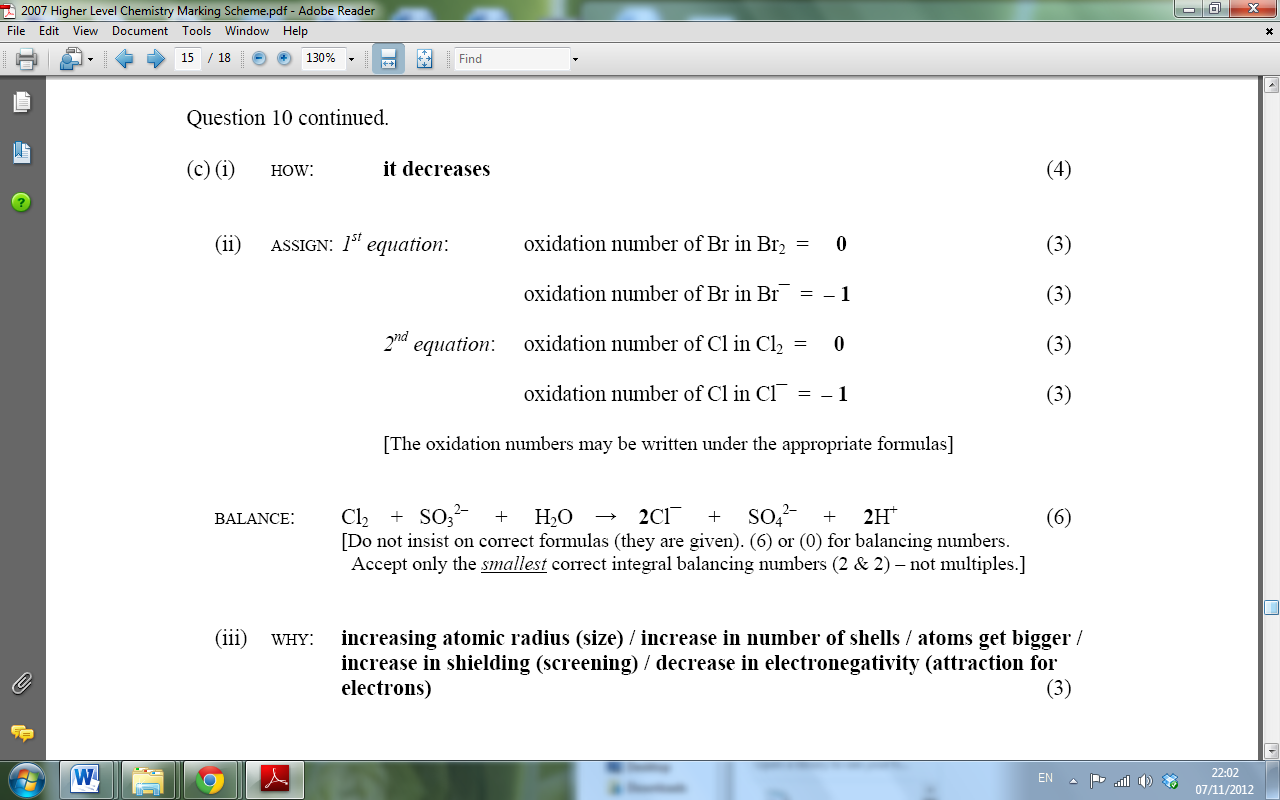 2007 Higher Level Chemistry Marking Scheme.pdf - Adobe Reader
File Edit View Document Tools Window Help
15 / 18 130% Find
Question 10 continued.
(c) (i) HOW: it decreases (4)
(ii) ASSIGN: 1st equation: oxidation number of Br in Br₂ = 0 (3)
oxidation number of Br in Br⁻ = – 1 (3)
2nd equation: oxidation number of Cl in Cl₂ = 0 (3)
oxidation number of Cl in Cl⁻ = – 1 (3)
[The oxidation numbers may be written under the appropriate formulas]
BALANCE: Cl₂ + SO₃²⁻ + H₂O → 2Cl⁻ + SO₄²⁻ + 2H⁺ (6)
[Do not insist on correct formulas (they are given). (6) or (0) for balancing numbers.
Accept only the smallest correct integral balancing numbers (2 & 2) – not multiples.]
(iii) WHY: increasing atomic radius (size) / increase in number of shells / atoms get bigger /
increase in shielding (screening) / decrease in electronegativity (attraction for
electrons) (3)
Desktop
Downloads
EN 22:02
07/11/2012